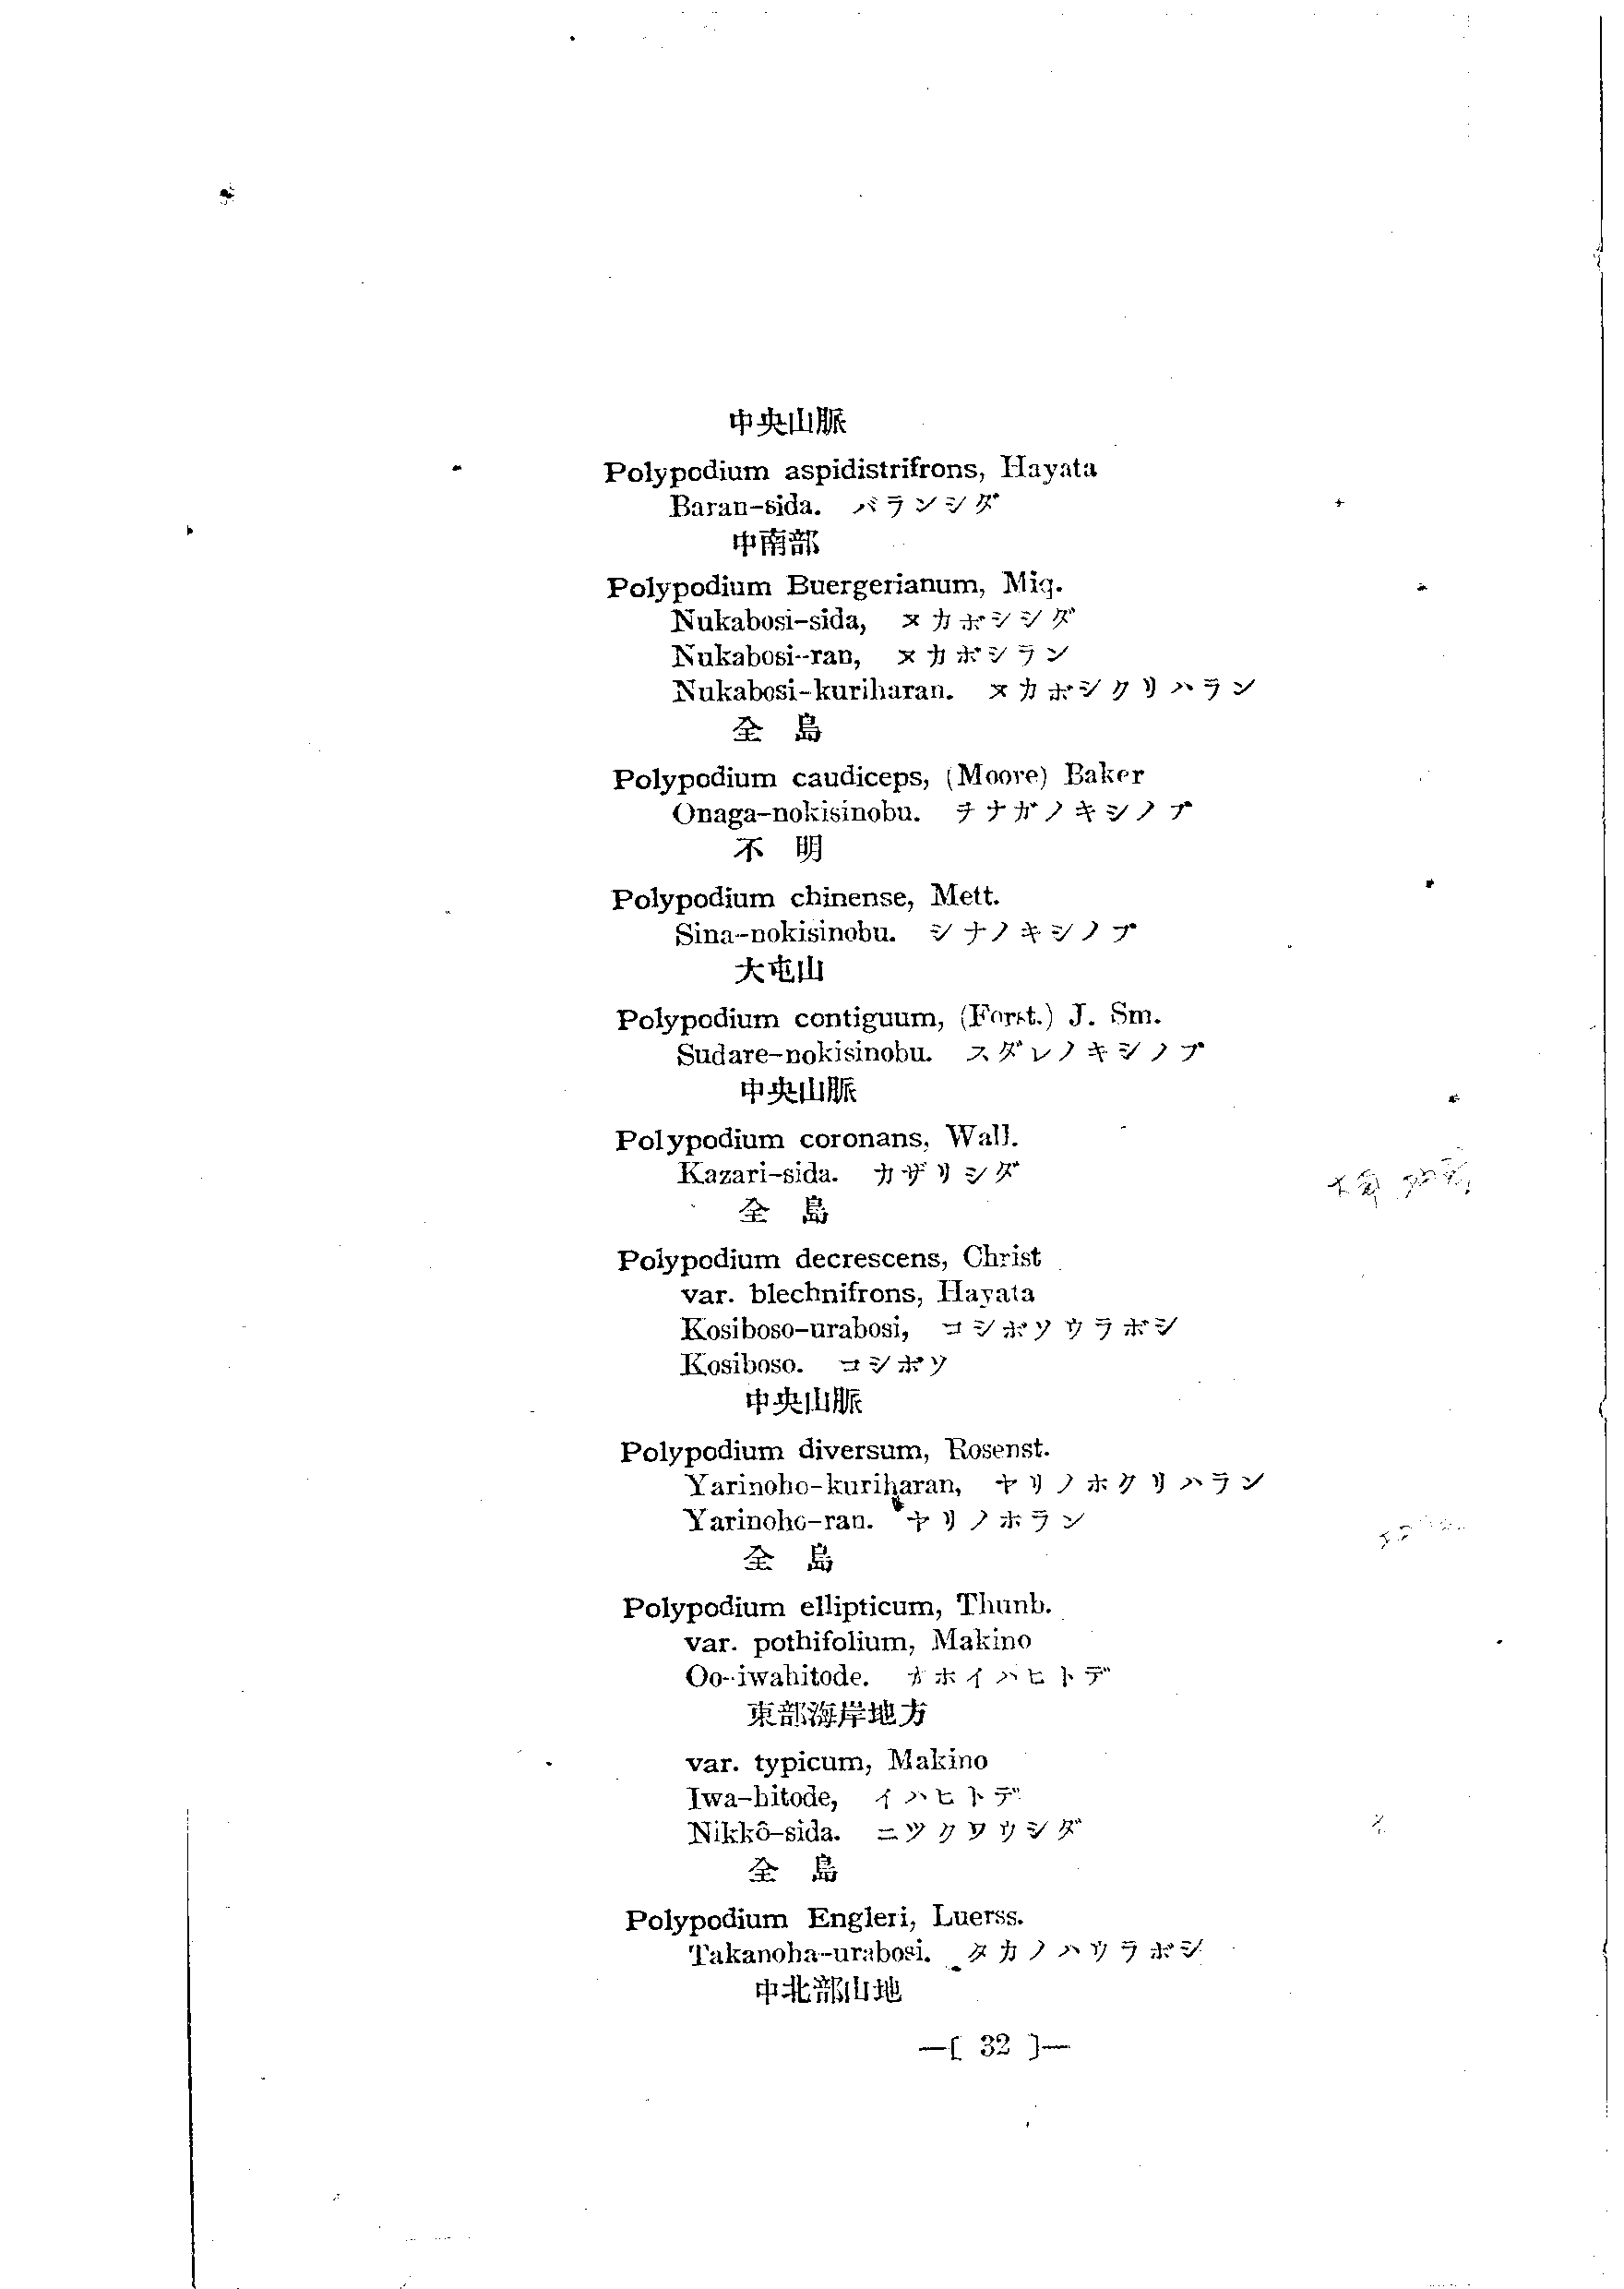 中央山脈
Polypodium aspidistrifrons, Hayata
Baran-sida. バランシダ
中南部
Polypodium Buergerianum, Miq.
Nukabosi-sida, ヌカボシシダ
Nukabosi-ran, ヌカボシラン
Nukabosi-kuriharan. ヌカボシクリハラン
全 島
Polypodium caudiceps, (Moore) Baker
Onaga-nokisinobu. ヲナガノキシノブ
不 明
Polypodium chinense, Mett.
Sina-nokisinobu. シナノキシノブ
大屯山
Polypodium contiguum, (Forst.) J. Sm.
Sudare-nokisinobu. スダレノキシノブ
中央山脈
Polypodium coronans, Wall.
Kazari-sida. カザリシダ
全 島
Polypodium decrescens, Christ
var. blechnifrons, Hayata
Kosiboso-urabosi, コシボソウラボシ
Kosiboso. コシボソ
中央山脈
Polypodium diversum, Rosenst.
Yarinoho-kuriharan, ヤリノホクリハラン
Yarinoho-ran. ヤリノホラン
全 島
Polypodium ellipticum, Thunb.
var. pothifolium, Makino
Oo-iwahitode. オホイハヒトデ
東部海岸地方
var. typicum, Makino
Iwa-hitode, イハヒトデ
Nikkô-sida. ニツクワウシダ
全 島
Polypodium Engleri, Luerss.
Takanoha-urabosi. タカノハウラボシ
中北部山地
—[ 32 ]—